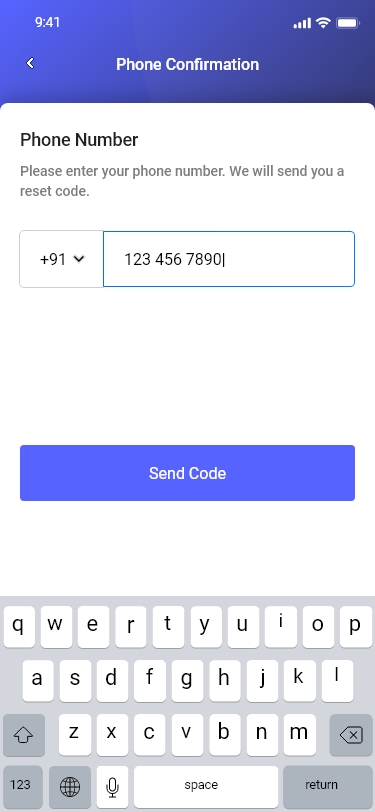 9:41
Phone Confirmation
Phone Number
Please enter your phone number. We will send you a
reset code.
+91 123 456 7890
Send Code
q w e r t y u i o p
a s d f g h j k l
z x c v b n m
123 space return